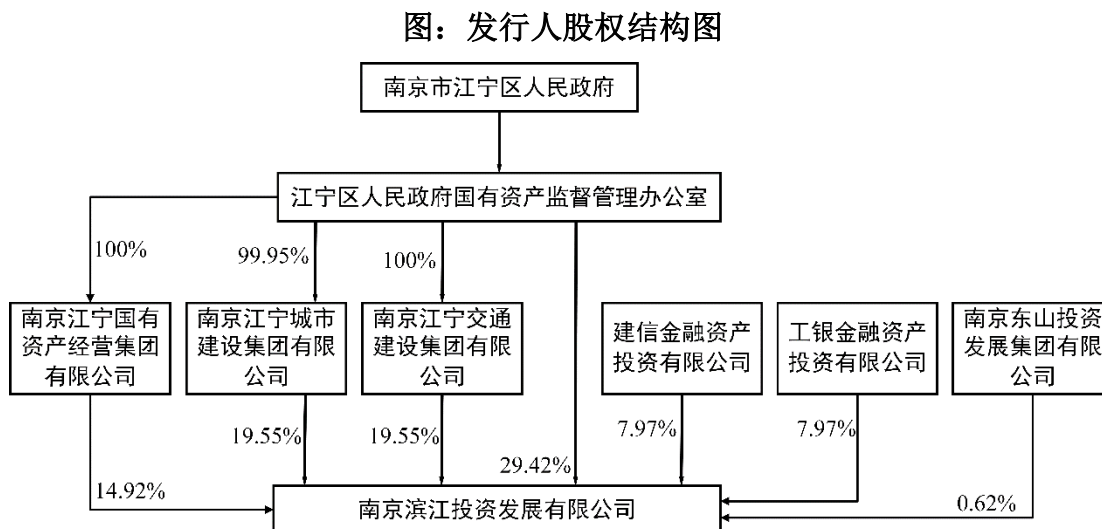 图：发行人股权结构图
南京市江宁区人民政府
江宁区人民政府国有资产监督管理办公室
100%
99.95%
100%
南京江宁国有
资产经营集团
有限公司
南京江宁城市
建设集团有限
公司
南京江宁交通
建设集团有限
公司
建信金融资产
投资有限公司
工银金融资产
投资有限公司
南京东山投资
发展集团有限
公司
19.55%
19.55%
7.97%
7.97%
29.42%
14.92%
0.62%
南京滨江投资发展有限公司